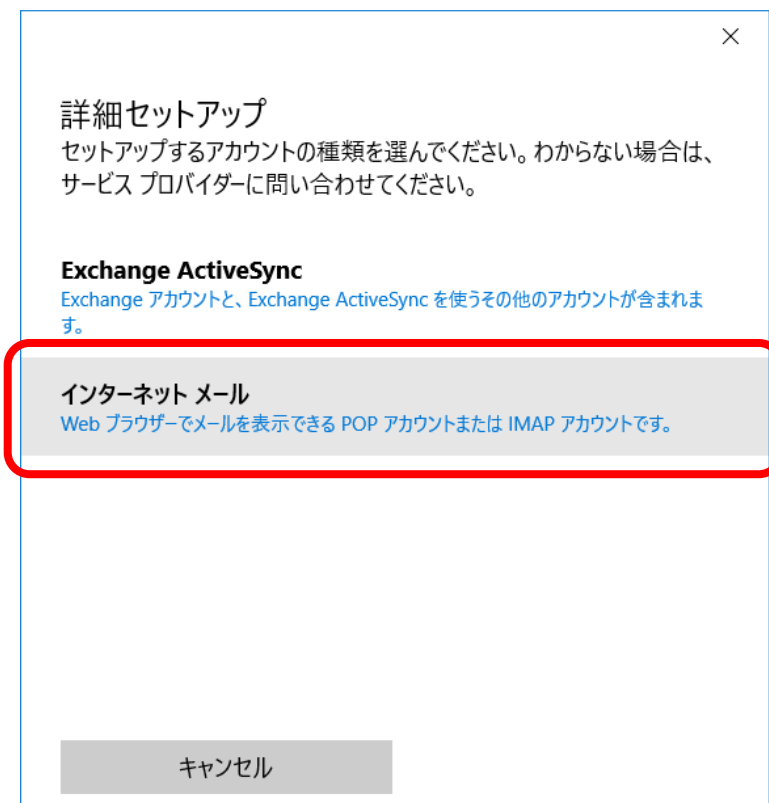 詳細セットアップ
セットアップするアカウントの種類を選んでください。わからない場合は、
サービス プロバイダーに問い合わせてください。
Exchange ActiveSync
Exchange アカウントと、Exchange ActiveSync を使うその他のアカウントが含まれま
す。
インターネット メール
Web ブラウザーでメールを表示できる POP アカウントまたは IMAP アカウントです。
キャンセル